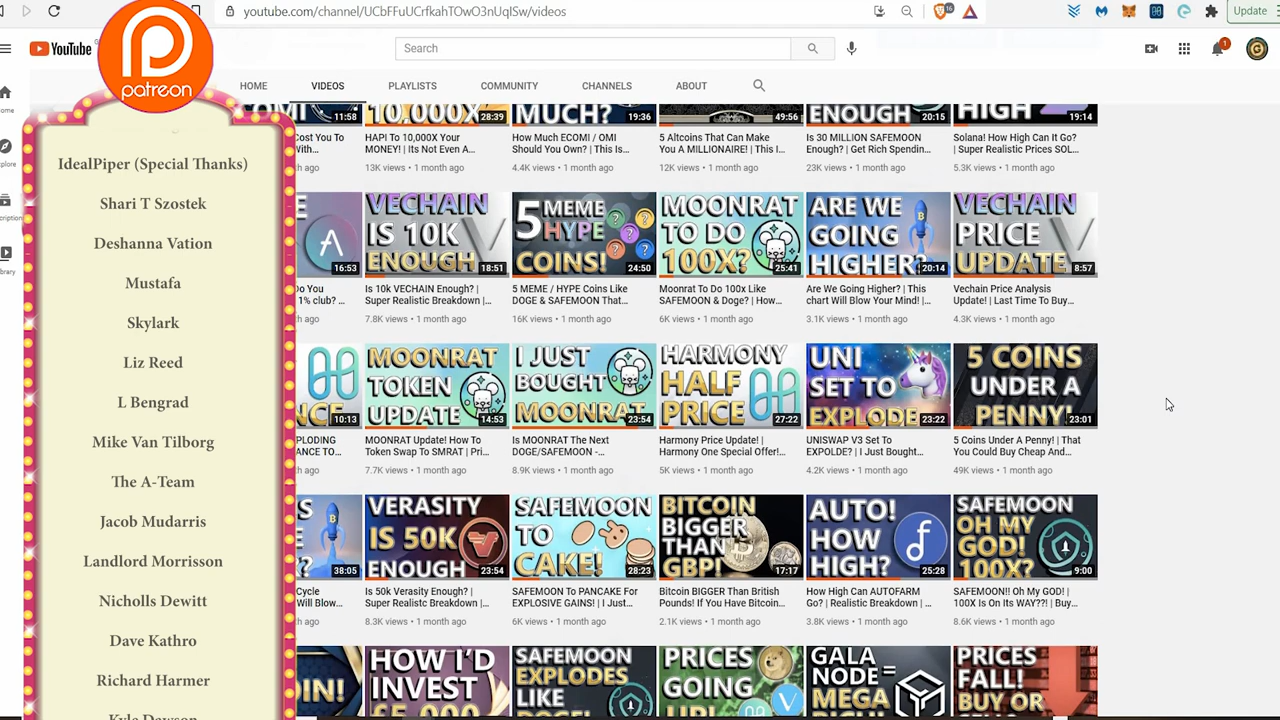 youtube.com/channel/UCbFFuUCrfkahTOwO3nUqlSw/videos
Update
YouTube
Search
patreon
HOME
VIDEOS
PLAYLISTS
COMMUNITY
CHANNELS
ABOUT
IdealPiper (Special Thanks)
Shari T Szostek
Deshanna Vation
Mustafa
Skylark
Liz Reed
L Bengrad
Mike Van Tilborg
The A-Team
Jacob Mudarris
Landlord Morrisson
Nicholls Dewitt
Dave Kathro
Richard Harmer
Kyle Dawson
11:58
10,000X
28:39
MUCH?
19:36
49:56
ENOUGH
20:15
HIGH
19:14
Cost You To
With...
HAPI To 10,000X Your
MONEY! | Its Not Even A...
13K views • 1 month ago
How Much ECOMI / OMI
Should You Own? | This Is...
4.4K views • 1 month ago
5 Altcoins That Can Make
You A MILLIONAIRE! | This I...
12K views • 1 month ago
Is 30 MILLION SAFEMOON
Enough? | Get Rich Spendin...
23K views • 1 month ago
Solana! How High Can It Go?
| Super Realistic Prices SOL...
5.3K views • 1 month ago
16:53
VECHAIN
IS 10K
ENOUGH
18:51
5 MEME
HYPE
COINS!
24:50
MOONRAT
TO DO
100X?
25:41
ARE WE
GOING
HIGHER?
20:14
VECHAIN
PRICE
UPDATE
8:57
Do You
1% club? ...
Is 10k VECHAIN Enough? |
Super Realistic Breakdown |...
7.8K views • 1 month ago
5 MEME / HYPE Coins Like
DOGE & SAFEMOON That...
16K views • 1 month ago
Moonrat To Do 100x Like
SAFEMOON & Doge? | How...
6K views • 1 month ago
Are We Going Higher? | This
chart Will Blow Your Mind! |...
3.1K views • 1 month ago
Vechain Price Analysis
Update! | Last Time To Buy...
4.3K views • 1 month ago
10:13
MOONRAT
TOKEN
UPDATE
14:53
I JUST
BOUGHT
MOONRAT
23:54
HARMONY
HALF
PRICE
27:22
UNI
SET TO
EXPLODE
23:22
5 COINS
UNDER A
PENNY!
23:01
MOONRAT Update! How To
Token Swap To SMRAT | Pri...
7.7K views • 1 month ago
Is MOONRAT The Next
DOGE/SAFEMOON -...
8.9K views • 1 month ago
Harmony Price Update! |
Harmony One Special Offer!...
5K views • 1 month ago
UNISWAP V3 Set To
EXPOLDE? | I Just Bought...
4.2K views • 1 month ago
5 Coins Under A Penny! | That
You Could Buy Cheap And...
49K views • 1 month ago
38:05
VERASITY
IS 50K
ENOUGH
23:54
SAFEMOON
TO
CAKE!
28:23
BITCOIN
BIGGER
THAN
GBP!
17:17
AUTO!
HOW
HIGH?
25:28
SAFEMOON
OH MY
GOD!
100X?
9:00
Cycle
Will Blow...
Is 50k Verasity Enough? |
Super Realistc Breakdown |...
8.3K views • 1 month ago
SAFEMOON To PANCAKE For
EXPLOSIVE GAINS! | I Just...
6K views • 1 month ago
Bitcoin BIGGER Than British
Pounds! If You Have Bitcoin...
2.1K views • 1 month ago
How High Can AUTOFARM
Go? | Realistic Breakdown | ...
3.8K views • 1 month ago
SAFEMOON!! Oh My GOD! |
100X Is On Its WAY??! | Buy...
8.6K views • 1 month ago
HOW I'D
INVEST
£5,000
SAFEMOON
EXPLODES
LIKE
PRICES
GOING
UP!
GALA
NODE =
MEGA
PRICES
FALL!
BUY OR